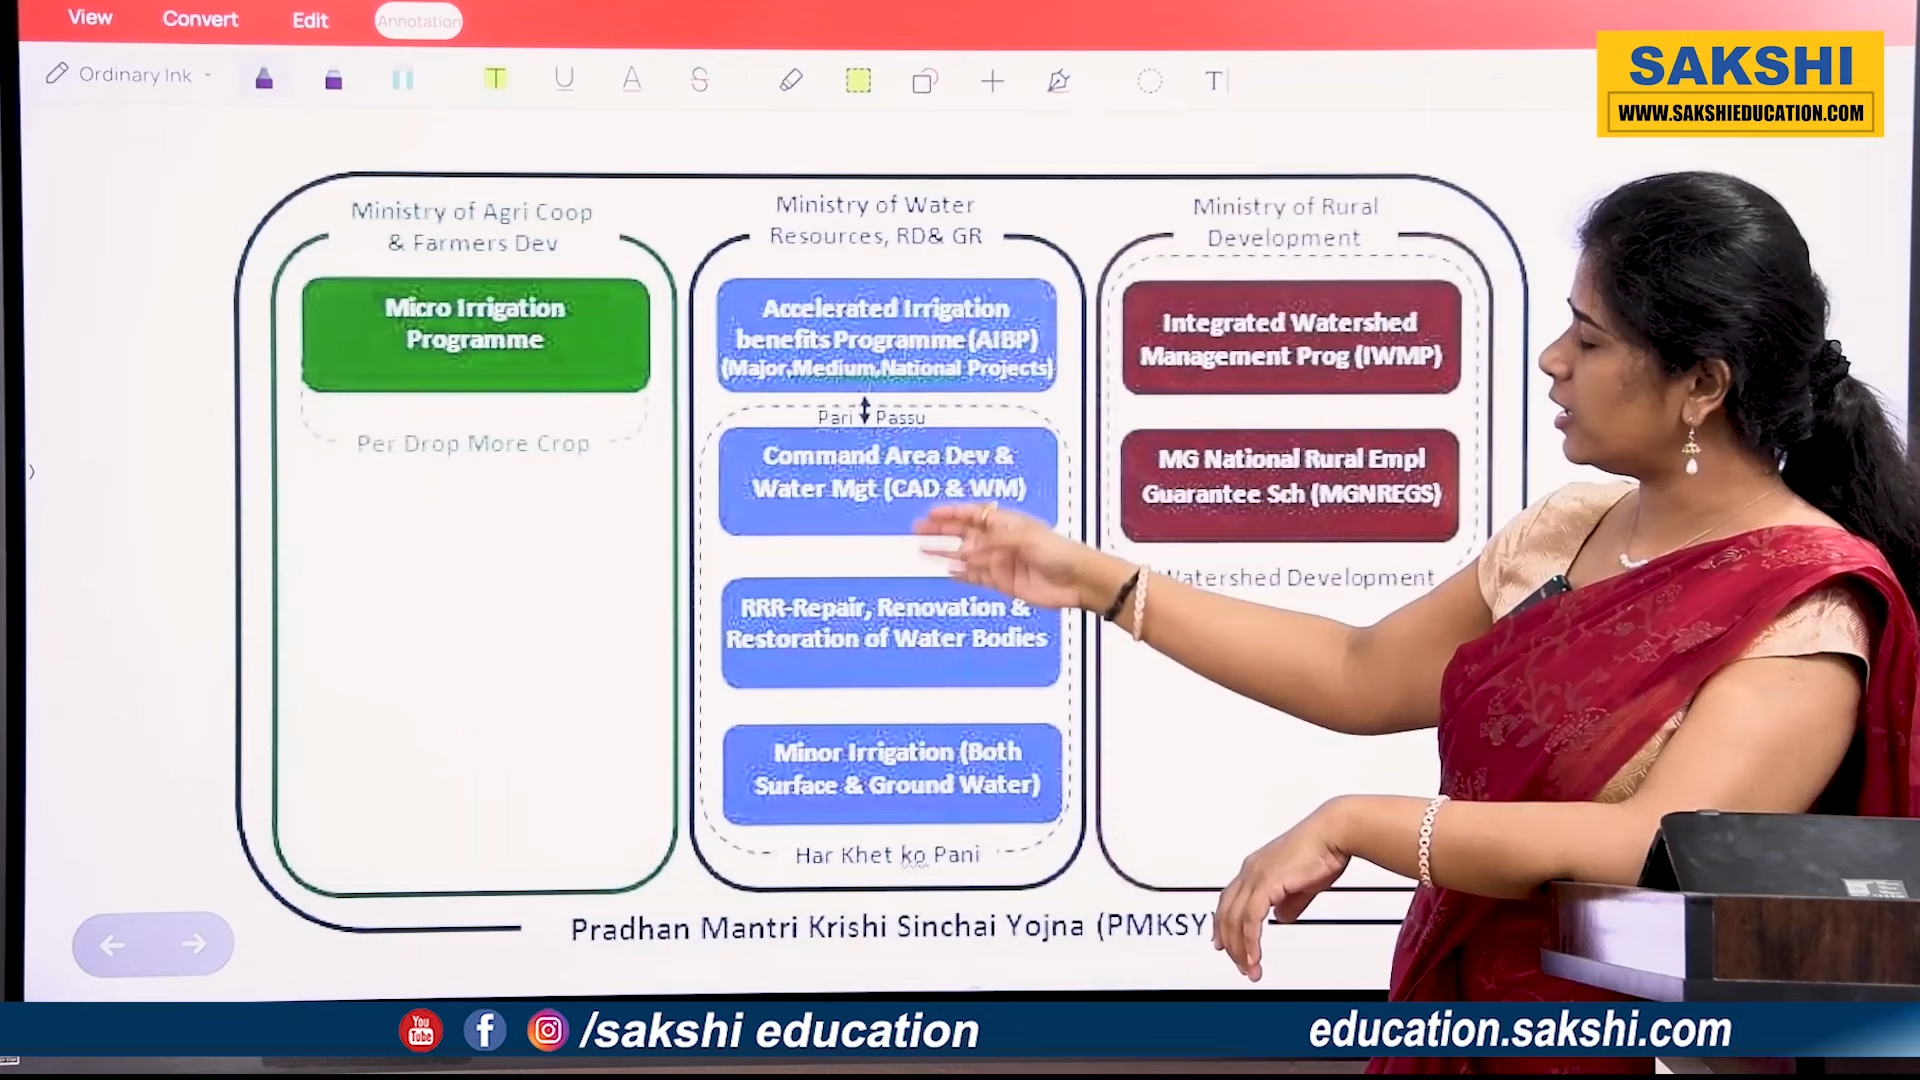 View
Convert
Edit
Annotation
Ordinary Ink
SAKSHI
WWW.SAKSHIEDUCATION.COM
Ministry of Agri Coop
& Farmers Dev
Micro Irrigation
Programme
Per Drop More Crop
Ministry of Water
Resources, RD& GR
Accelerated Irrigation
benefits Programme (AIBP)
(Major,Medium,National Projects)
Pari Passu
Command Area Dev &
Water Mgt (CAD & WM)
RRR-Repair, Renovation &
Restoration of Water Bodies
Minor Irrigation (Both
Surface & Ground Water)
Har Khet ko Pani
Ministry of Rural
Development
Integrated Watershed
Management Prog (IWMP)
MG National Rural Empl
Guarantee Sch (MGNREGS)
Watershed Development
Pradhan Mantri Krishi Sinchai Yojna (PMKSY)
You Tube
/sakshi education
education.sakshi.com